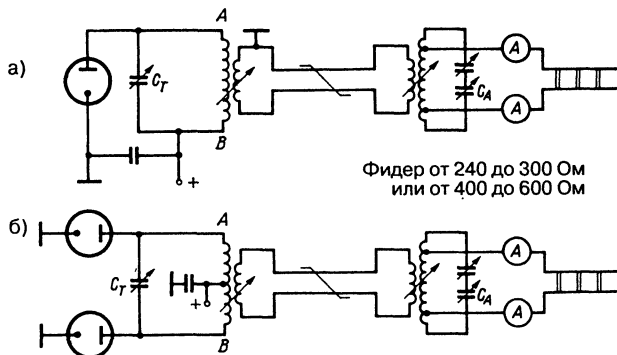 а)
A
C_T
B
+
A
C_A
A
Фидер от 240 до 300 Ом
или от 400 до 600 Ом
б)
A
C_T
+
B
A
C_A
A